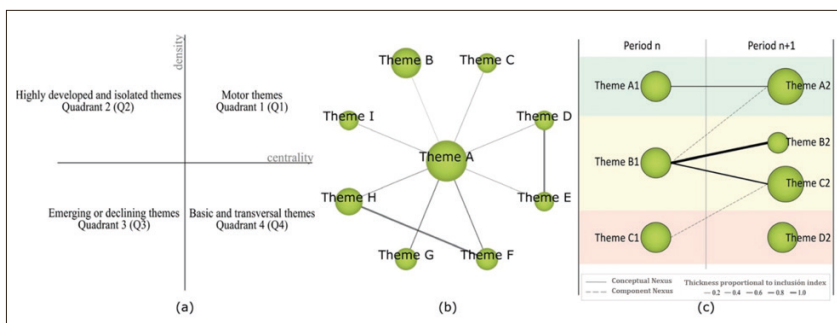 density
Highly developed and isolated themes
Quadrant 2 (Q2)
Motor themes
Quadrant 1 (Q1)
centrality
Emerging or declining themes
Quadrant 3 (Q3)
Basic and transversal themes
Quadrant 4 (Q4)
(a)
Theme B
Theme C
Theme I
Theme D
Theme A
Theme H
Theme E
Theme G
Theme F
(b)
Period n
Period n+1
Theme A1
Theme A2
Theme B2
Theme B1
Theme C2
Theme C1
Theme D2
Conceptual Nexus
Component Nexus
Thickness proportional to inclusion index
0.2 0.4 0.6 0.8 1.0
(c)